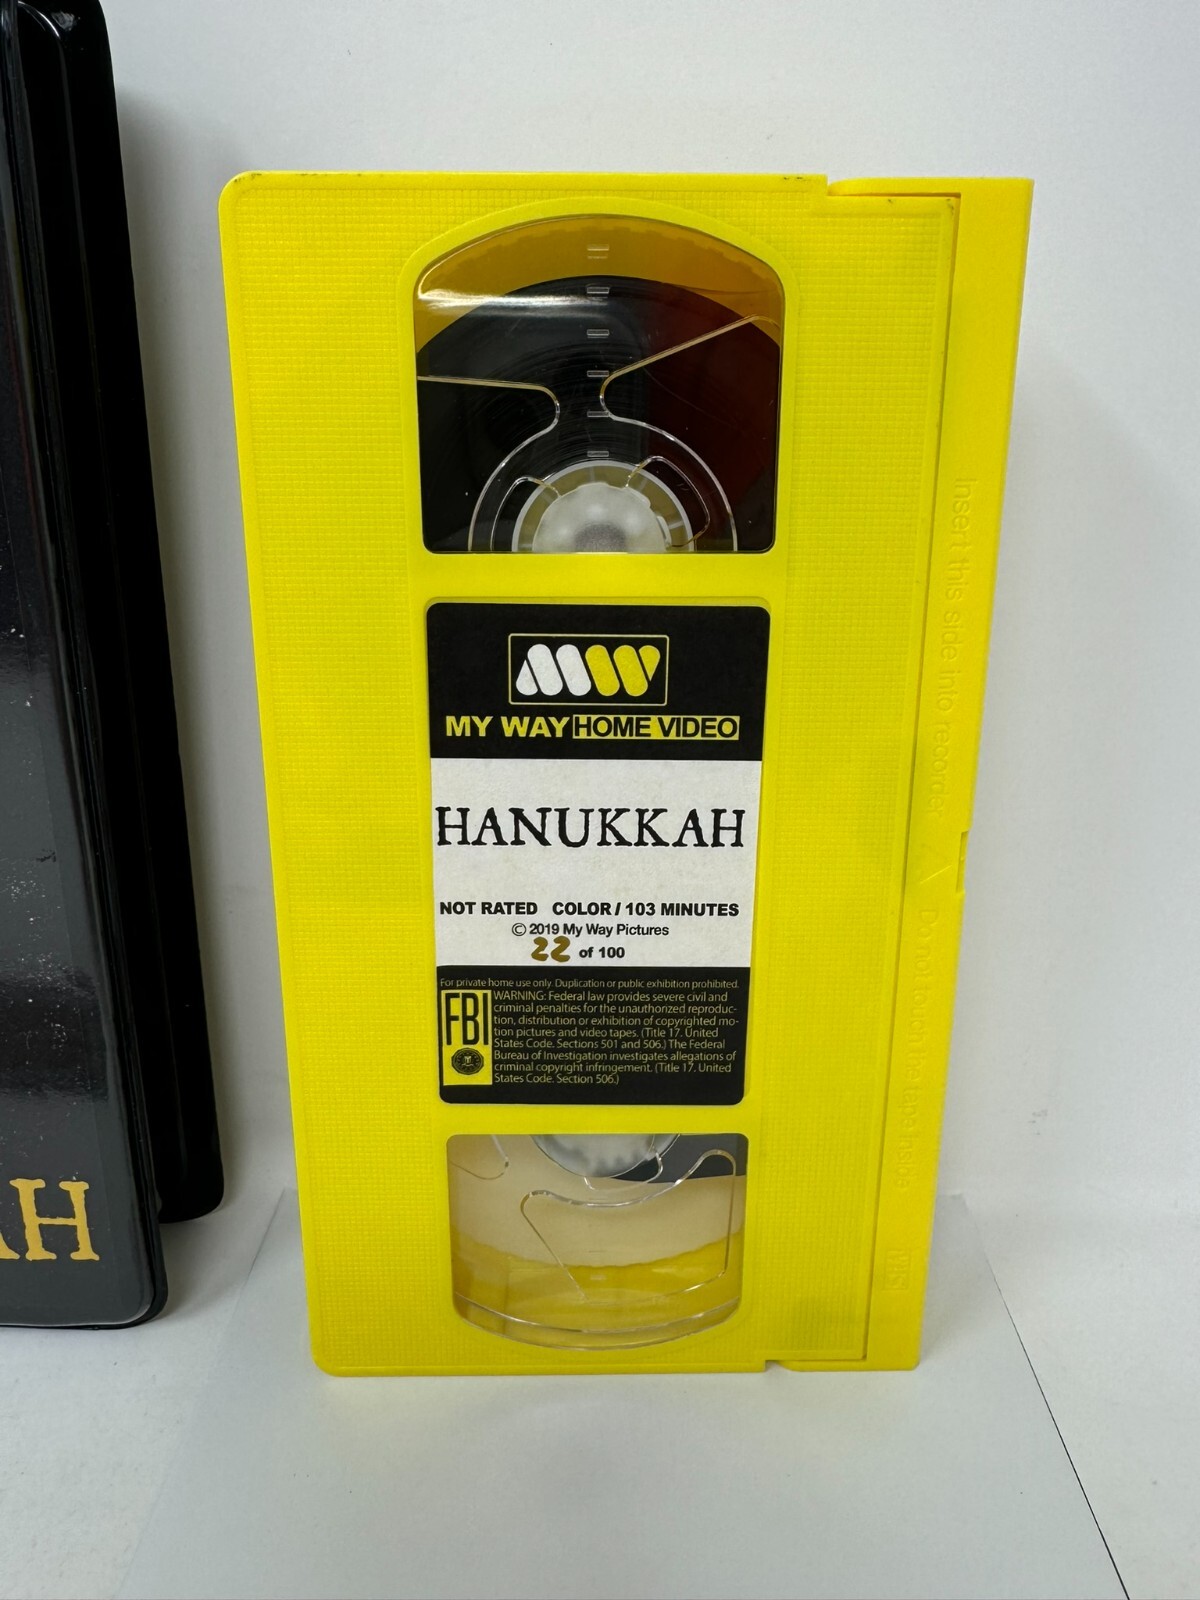 MW
MY WAY HOME VIDEO
HANUKKAH
NOT RATED COLOR / 103 MINUTES
© 2019 My Way Pictures
22 of 100
For private home use only. Duplication or public exhibition prohibited.
FBI
WARNING: Federal law provides severe civil and
criminal penalties for the unauthorized reproduc-
tion, distribution or exhibition of copyrighted mo-
tion pictures and video tapes. (Title 17. United
States Code. Sections 501 and 506.) The Federal
Bureau of Investigation investigates allegations of
criminal copyright infringement. (Title 17. United
States Code. Section 506.)
Insert this side into recorder
Do not open the tape inside
VHS
AH